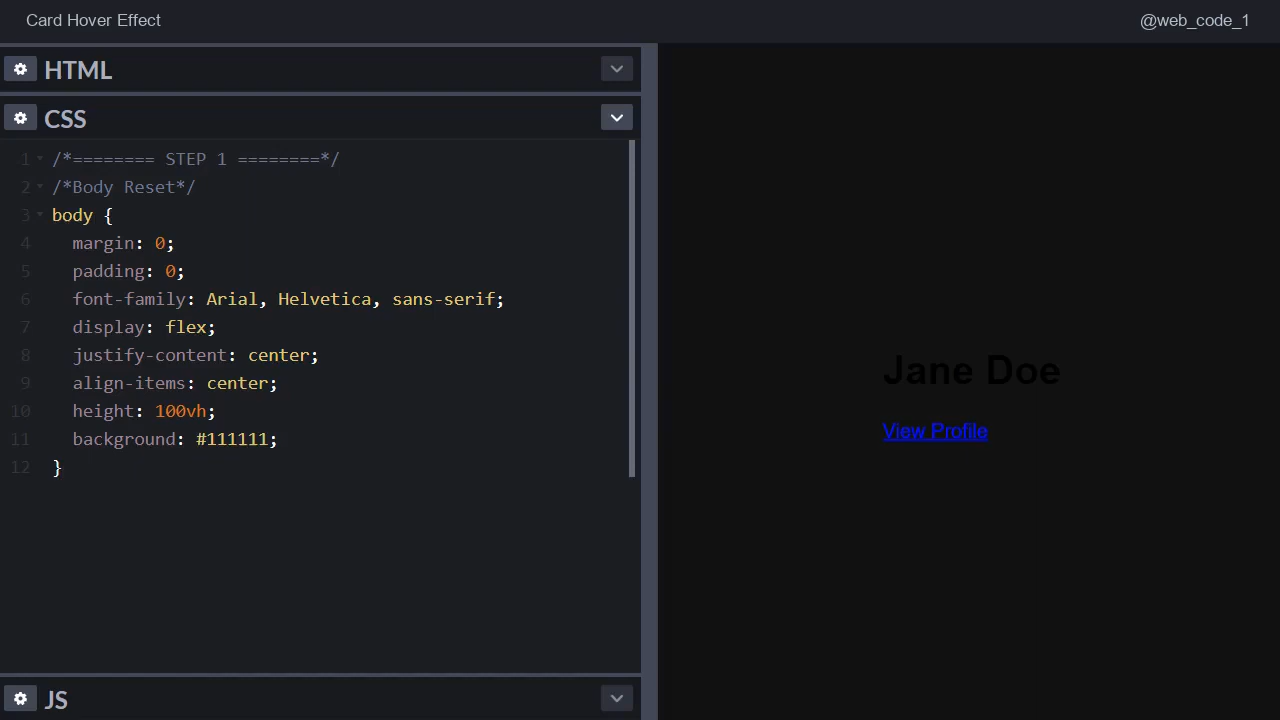 Card Hover Effect
@web_code_1
HTML
CSS
1 /*======== STEP 1 ========*/
2 /*Body Reset*/
3 body {
4 margin: 0;
5 padding: 0;
6 font-family: Arial, Helvetica, sans-serif;
7 display: flex;
8 justify-content: center;
9 align-items: center;
10 height: 100vh;
11 background: #111111;
12 }
JS
Jane Doe
View Profile